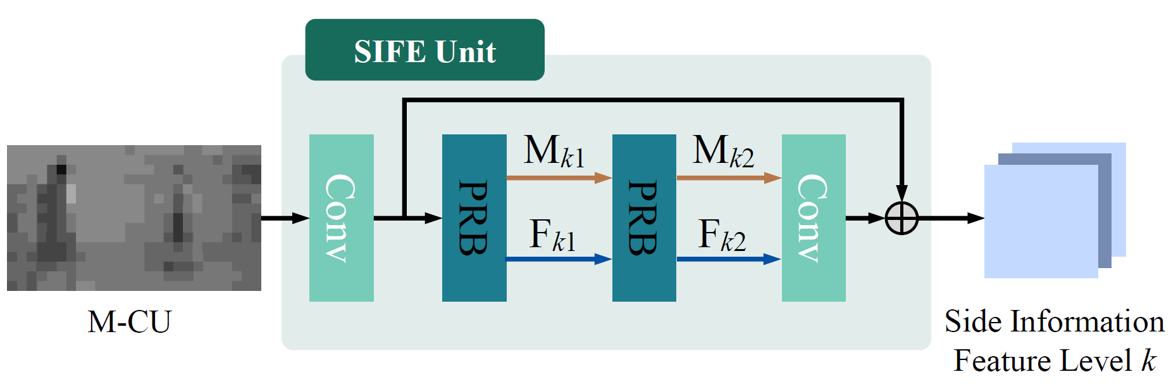 SIFE Unit
M-CU
Conv
PRB
M_{k1}
F_{k1}
PRB
M_{k2}
F_{k2}
Conv
Side Information
Feature Level k